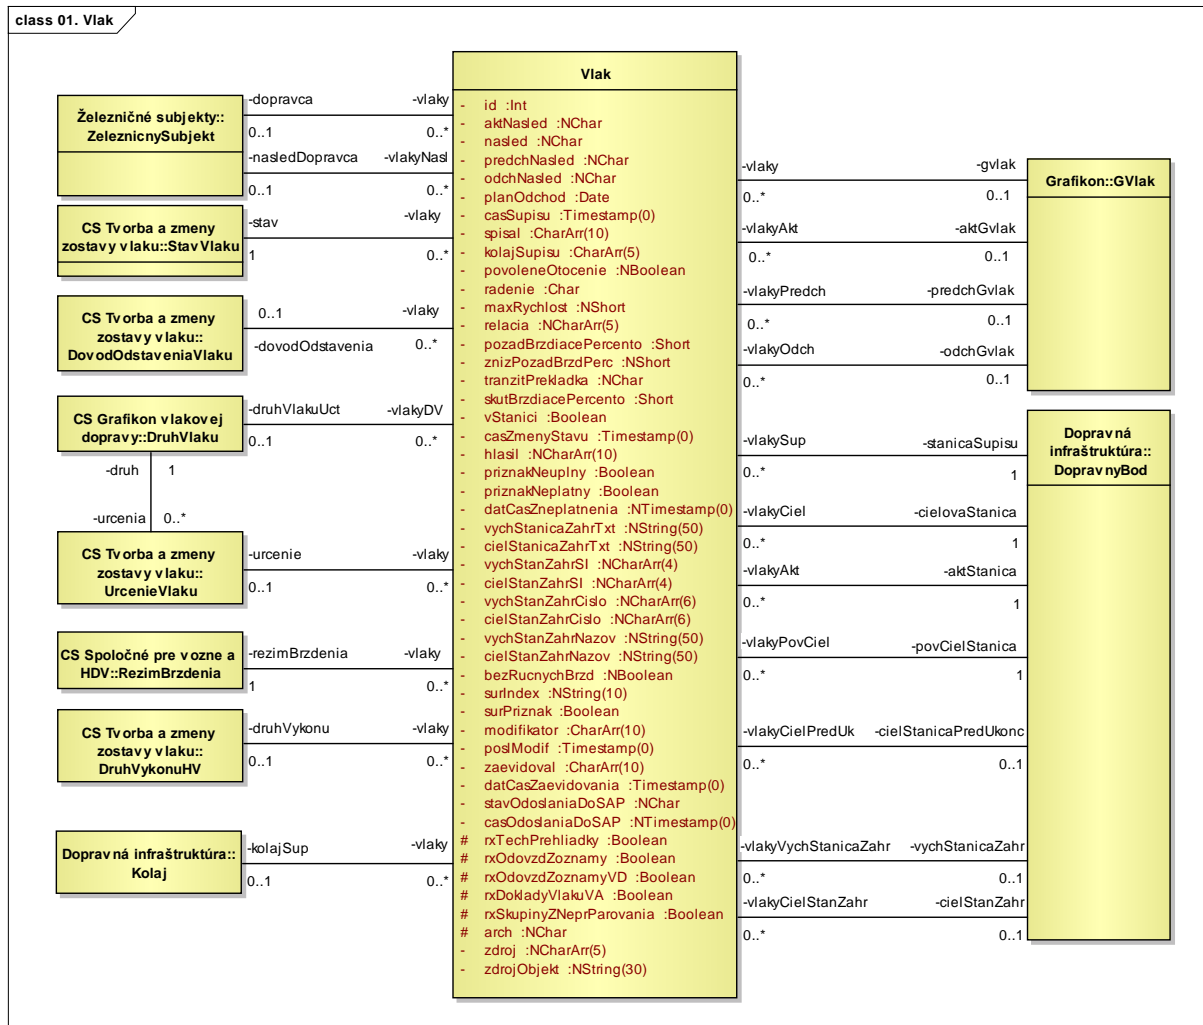 class 01. Vlak
Železničné subjekty::
ZeleznicnySubjekt
-dopravca
-vlaky
0..1
0..*
-nasledDopravca
-vlakyNasl
0..1
0..*
CS Tvorba a zmeny
zostavy vlaku::StavVlaku
-stav
-vlaky
1
0..*
CS Tvorba a zmeny
zostavy vlaku::
DovodOdstaveniaVlaku
0..1
-vlaky
-dovodOdstavenia
0..*
CS Grafikon vlakovej
dopravy::DruhVlaku
-druhVlakuUct
-vlakyDV
0..1
0..*
-druh
1
-urcenia
0..*
CS Tvorba a zmeny
zostavy vlaku::
UrcenieVlaku
-urcenie
-vlaky
0..1
0..*
CS Spoločné pre vozne a
HDV::RezimBrzdenia
-rezimBrzdenia
-vlaky
1
0..*
CS Tvorba a zmeny
zostavy vlaku::
DruhVykonuHV
-druhVykonu
-vlaky
0..1
0..*
Dopravná infraštruktúra::
Kolaj
-kolajSup
-vlaky
0..1
0..*
Vlak
- id :Int
- aktNasled :NChar
- nasled :NChar
- predchNasled :NChar
- odchNasled :NChar
- planOdchod :Date
- casSupisu :Timestamp(0)
- spisal :CharArr(10)
- kolajSupisu :CharArr(5)
- povoleneOtocenie :NBoolean
- radenie :Char
- maxRychlost :NShort
- relacia :NCharArr(5)
- pozadBrzdiacePercento :Short
- znizPozadBrzdPerc :NShort
- tranzitPrekladka :NChar
- skutBrzdiacePercento :Short
- vStanici :Boolean
- casZmenyStavu :Timestamp(0)
- hlasil :NCharArr(10)
- priznakNeuplny :Boolean
- priznakNeplatny :Boolean
- datCasZneplatnenia :NTimestamp(0)
- vychStanicaZahrTxt :NString(50)
- cielStanicaZahrTxt :NString(50)
- vychStanZahrSI :NCharArr(4)
- cielStanZahrSI :NCharArr(4)
- vychStanZahrCislo :NCharArr(6)
- cielStanZahrCislo :NCharArr(6)
- vychStanZahrNazov :NString(50)
- cielStanZahrNazov :NString(50)
- bezRucnychBrzd :NBoolean
- surIndex :NString(10)
- surPriznak :Boolean
- modifikator :CharArr(10)
- poslModif :Timestamp(0)
- zaevidoval :CharArr(10)
- datCasZaevidovania :Timestamp(0)
- stavOdoslaniaDoSAP :NChar
- casOdoslaniaDoSAP :NTimestamp(0)
# rxTechPrehliadky :Boolean
# rxOdovzdZoznamy :Boolean
# rxOdovzdZoznamyVD :Boolean
# rxDokladyVlakuVA :Boolean
# rxSkupinyZNeprParovania :Boolean
# arch :NChar
- zdroj :NCharArr(5)
- zdrojObjekt :NString(30)
-vlaky
-gvlak
0..*
0..1
-vlakyAkt
-aktGvlak
0..*
0..1
-vlakyPredch
-predchGvlak
0..*
0..1
-vlakyOdch
-odchGvlak
0..*
0..1
Grafikon::GVlak
-vlakySup
-stanicaSupisu
0..*
1
-vlakyCiel
-cielovaStanica
0..*
1
-vlakyAkt
-aktStanica
0..*
1
-vlakyPovCiel
-povCielStanica
0..*
1
-vlakyCielPredUk
-cielStanicaPredUkonc
0..*
0..1
-vlakyVychStanicaZahr
-vychStanicaZahr
0..*
0..1
-vlakyCielStanZahr
-cielStanZahr
0..*
0..1
Dopravná
infraštruktúra::
DopravnyBod